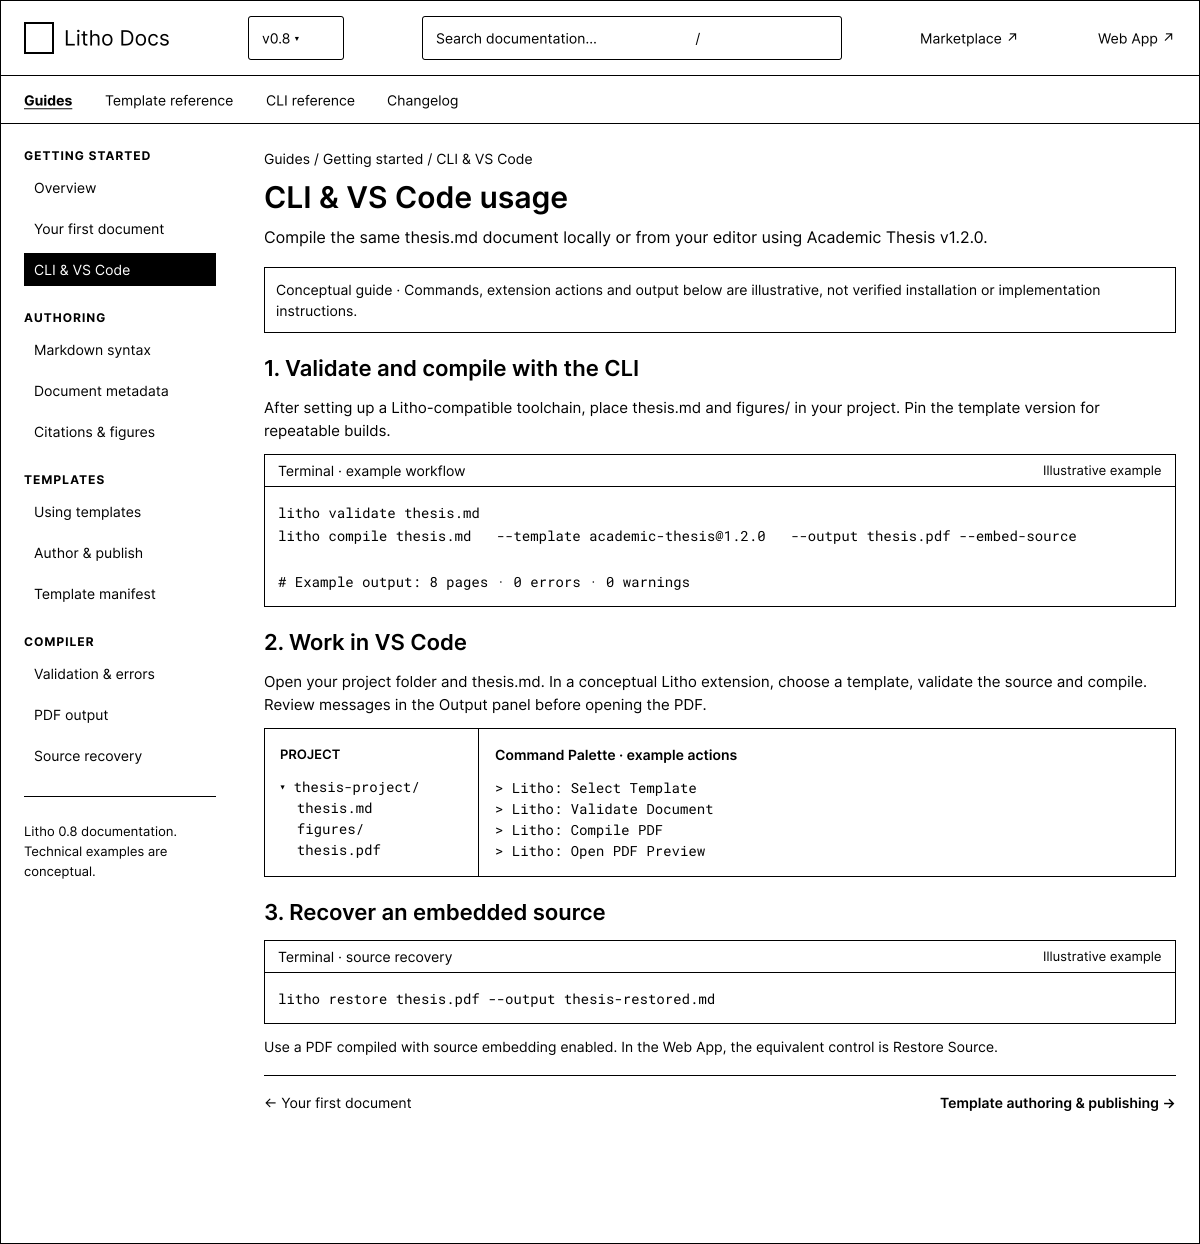 Litho Docs
v0.8 ▾
Search documentation... /
Marketplace ↗
Web App ↗
Guides
Template reference
CLI reference
Changelog
GETTING STARTED
Overview
Your first document
CLI & VS Code
AUTHORING
Markdown syntax
Document metadata
Citations & figures
TEMPLATES
Using templates
Author & publish
Template manifest
COMPILER
Validation & errors
PDF output
Source recovery
Litho 0.8 documentation.
Technical examples are
conceptual.
Guides / Getting started / CLI & VS Code
CLI & VS Code usage
Compile the same thesis.md document locally or from your editor using Academic Thesis v1.2.0.
Conceptual guide · Commands, extension actions and output below are illustrative, not verified installation or implementation
instructions.
1. Validate and compile with the CLI
After setting up a Litho-compatible toolchain, place thesis.md and figures/ in your project. Pin the template version for
repeatable builds.
Terminal · example workflow
Illustrative example
litho validate thesis.md
litho compile thesis.md   --template academic-thesis@1.2.0   --output thesis.pdf --embed-source
# Example output: 8 pages · 0 errors · 0 warnings
2. Work in VS Code
Open your project folder and thesis.md. In a conceptual Litho extension, choose a template, validate the source and compile.
Review messages in the Output panel before opening the PDF.
PROJECT
▾ thesis-project/
thesis.md
figures/
thesis.pdf
Command Palette · example actions
> Litho: Select Template
> Litho: Validate Document
> Litho: Compile PDF
> Litho: Open PDF Preview
3. Recover an embedded source
Terminal · source recovery
Illustrative example
litho restore thesis.pdf --output thesis-restored.md
Use a PDF compiled with source embedding enabled. In the Web App, the equivalent control is Restore Source.
← Your first document
Template authoring & publishing →